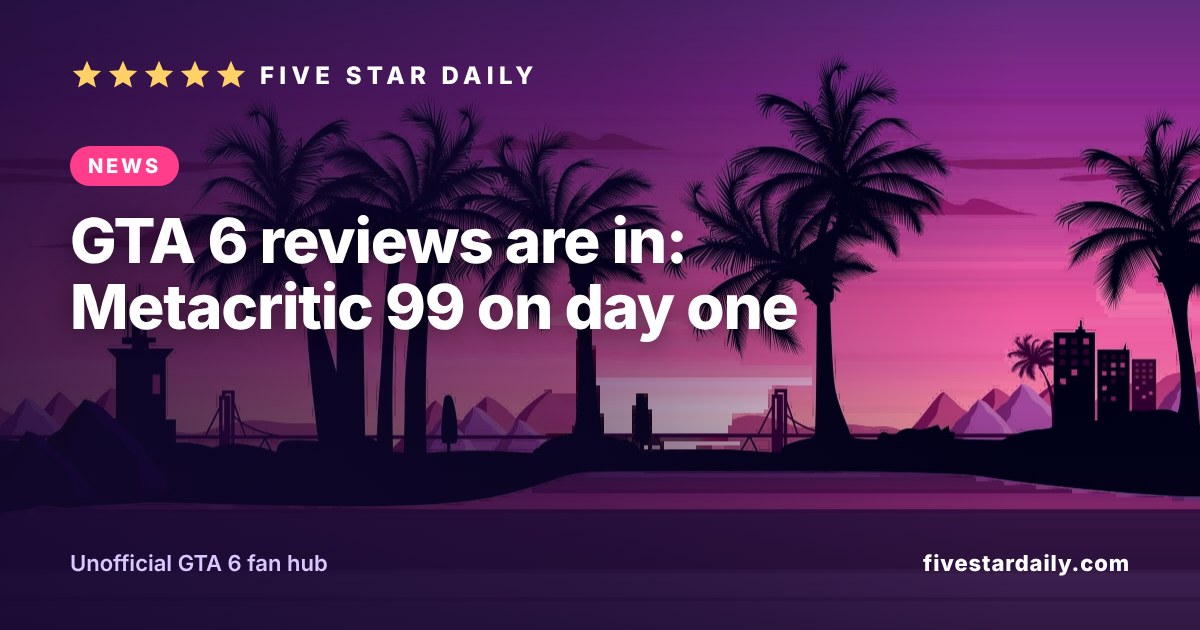 FIVE STAR DAILY
NEWS
GTA 6 reviews are in:
Metacritic 99 on day one
Unofficial GTA 6 fan hub
fivestardaily.com